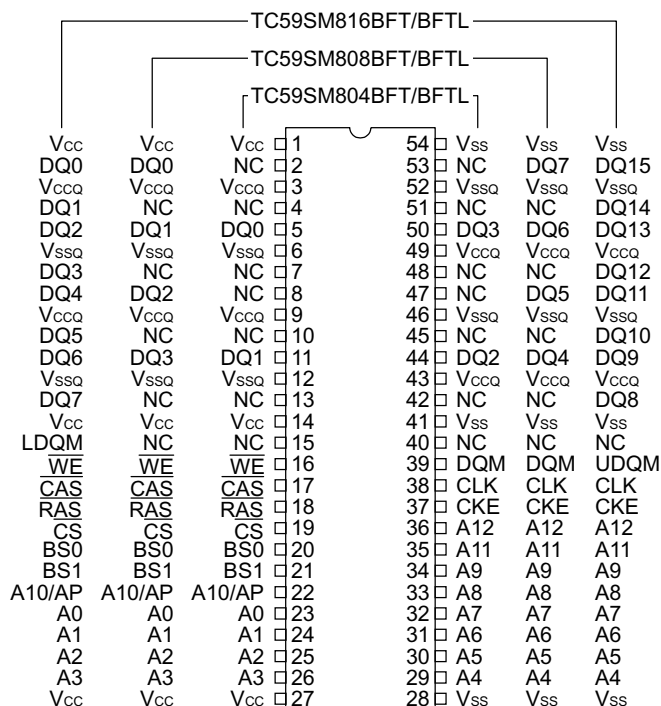 TC59SM816BFT/BFTL
TC59SM808BFT/BFTL
TC59SM804BFT/BFTL
VCC VCC VCC 1 54 VSS VSS VSS
DQ0 DQ0 NC 2 53 NC DQ7 DQ15
VCCQ VCCQ VCCQ 3 52 VSSQ VSSQ VSSQ
DQ1 NC NC 4 51 NC NC DQ14
DQ2 DQ1 DQ0 5 50 DQ3 DQ6 DQ13
VSSQ VSSQ VSSQ 6 49 VCCQ VCCQ VCCQ
DQ3 NC NC 7 48 NC NC DQ12
DQ4 DQ2 NC 8 47 NC DQ5 DQ11
VCCQ VCCQ VCCQ 9 46 VSSQ VSSQ VSSQ
DQ5 NC NC 10 45 NC NC DQ10
DQ6 DQ3 DQ1 11 44 DQ2 DQ4 DQ9
VSSQ VSSQ VSSQ 12 43 VCCQ VCCQ VCCQ
DQ7 NC NC 13 42 NC NC DQ8
VCC VCC VCC 14 41 VSS VSS VSS
LDQM NC NC 15 40 NC NC NC
WE WE WE 16 39 DQM DQM UDQM
CAS CAS CAS 17 38 CLK CLK CLK
RAS RAS RAS 18 37 CKE CKE CKE
CS CS CS 19 36 A12 A12 A12
BS0 BS0 BS0 20 35 A11 A11 A11
BS1 BS1 BS1 21 34 A9 A9 A9
A10/AP A10/AP A10/AP 22 33 A8 A8 A8
A0 A0 A0 23 32 A7 A7 A7
A1 A1 A1 24 31 A6 A6 A6
A2 A2 A2 25 30 A5 A5 A5
A3 A3 A3 26 29 A4 A4 A4
VCC VCC VCC 27 28 VSS VSS VSS